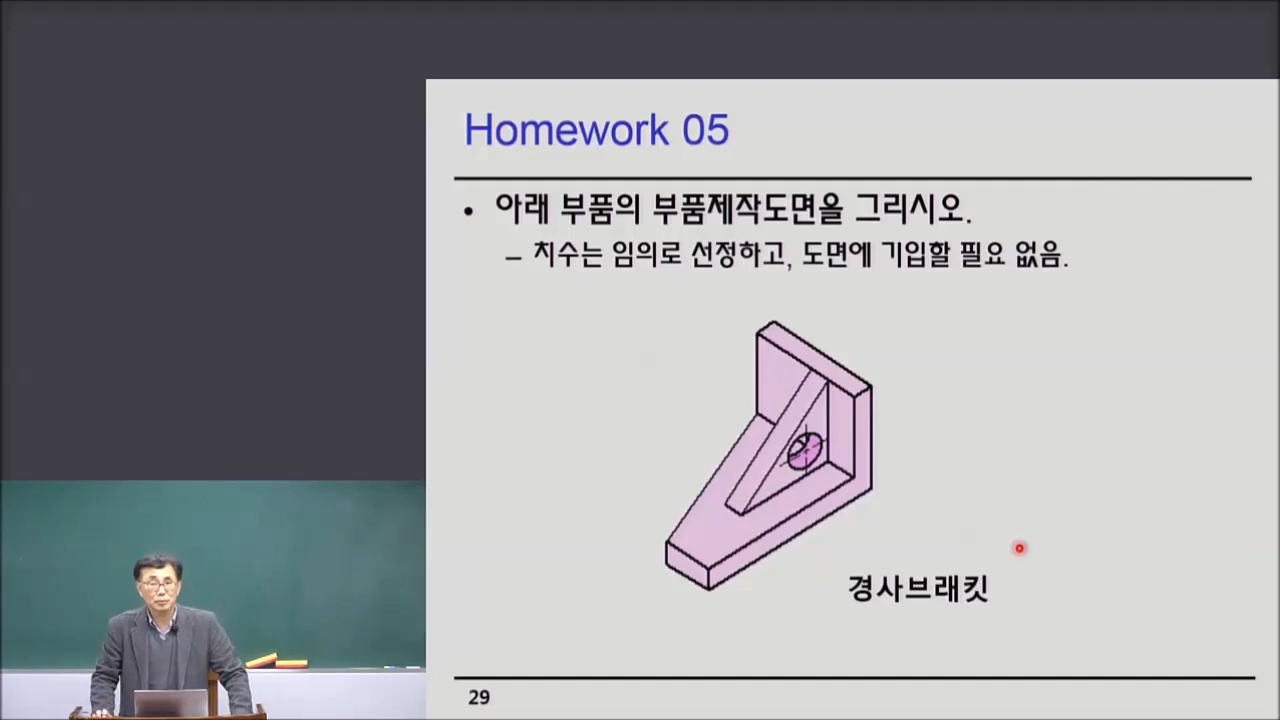 Homework 05
• 아래 부품의 부품제작도면을 그리시오.
– 치수는 임의로 선정하고, 도면에 기입할 필요 없음.
경사브래킷
29